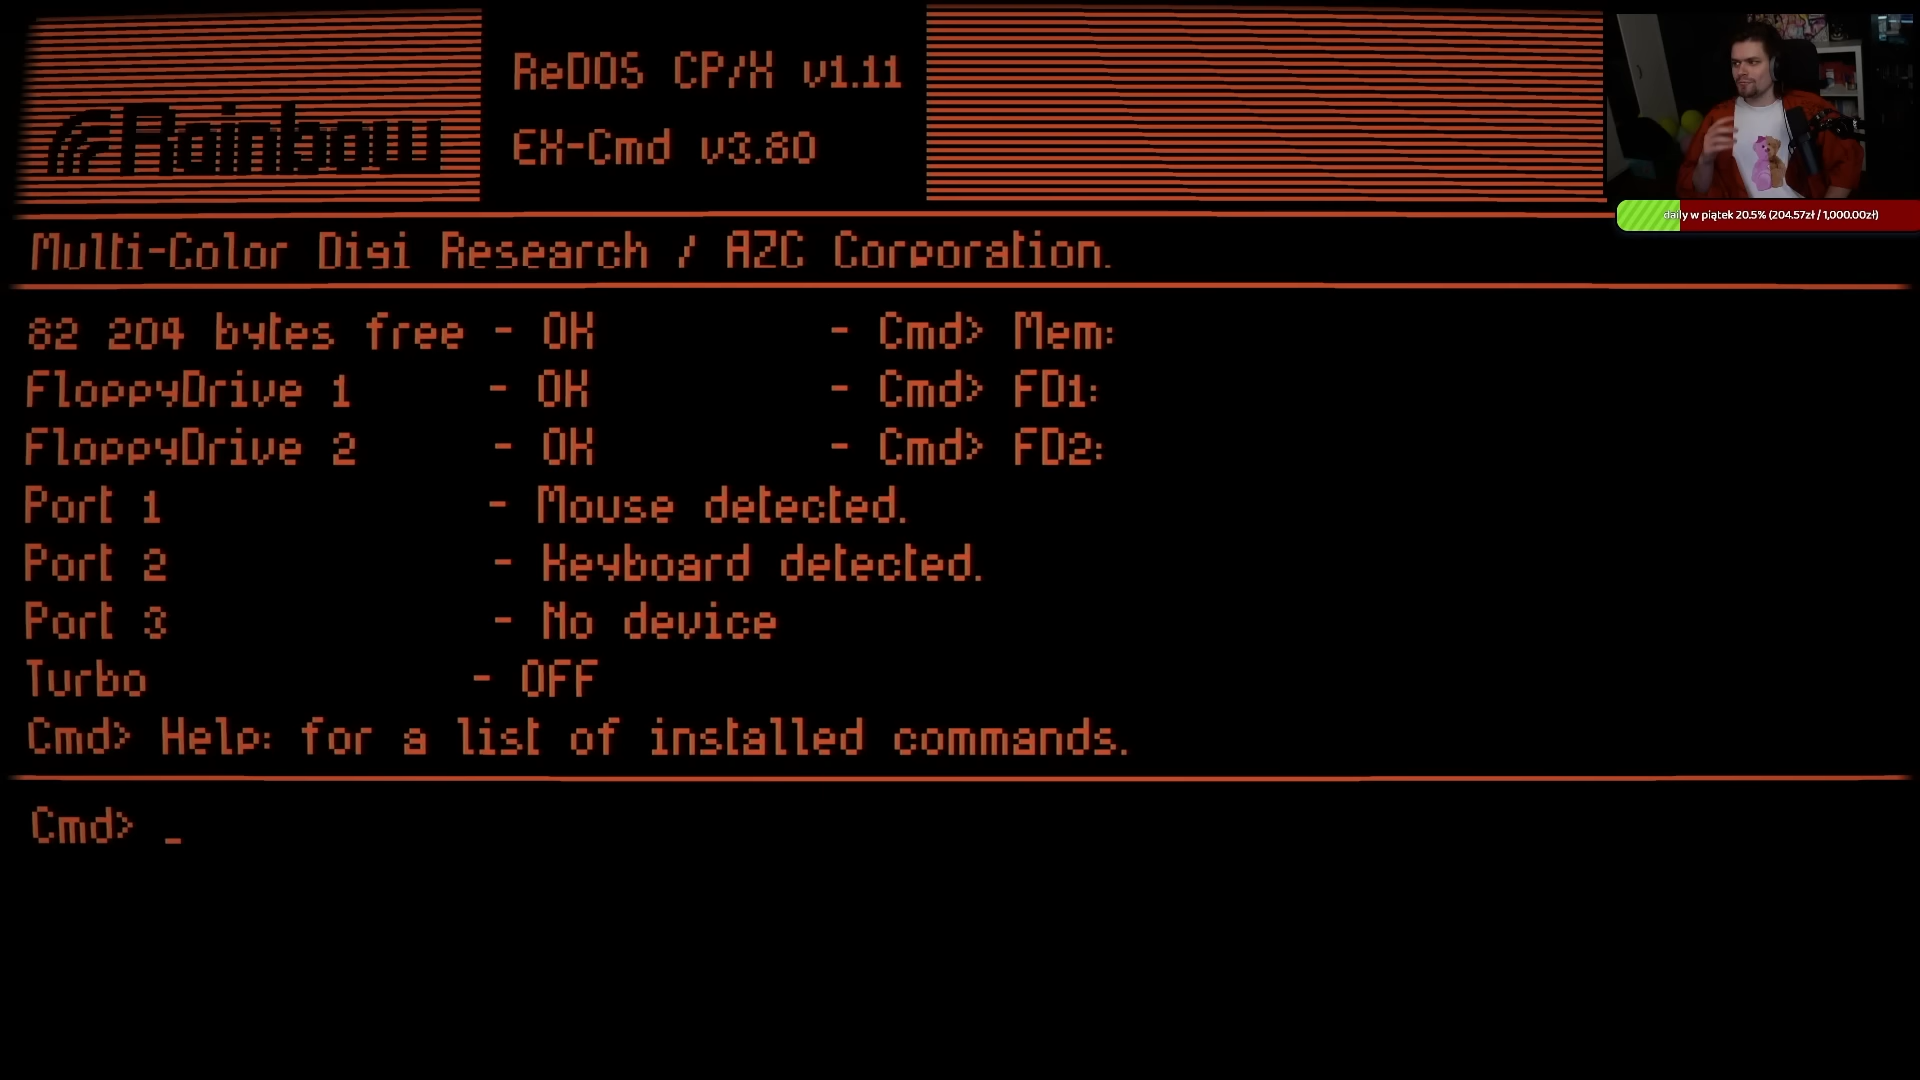 Rainbow
ReDOS CP/X v1.11
EX-Cmd v3.80
daily w piątek 20.5% (204.57zł / 1,000.00zł)
Multi-Color Digi Research / AZC Corporation.
82 204 bytes free - OK - Cmd> Mem:
FloppyDrive 1 - OK - Cmd> FD1:
FloppyDrive 2 - OK - Cmd> FD2:
Port 1 - Mouse detected.
Port 2 - Keyboard detected.
Port 3 - No device
Turbo - OFF
Cmd> Help: for a list of installed commands.
Cmd> _